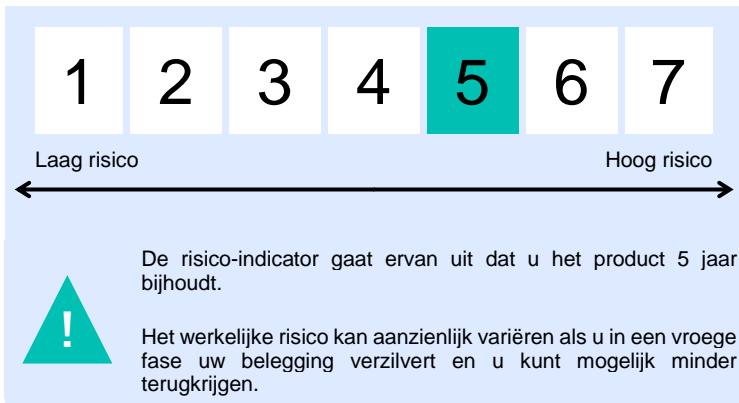 1 2 3 4 5 6 7
Laag risico Hoog risico
De risico-indicator gaat ervan uit dat u het product 5 jaar
bijhoudt.
!
Het werkelijke risico kan aanzienlijk variëren als u in een vroege
fase uw belegging verzilvert en u kunt mogelijk minder
terugkrijgen.